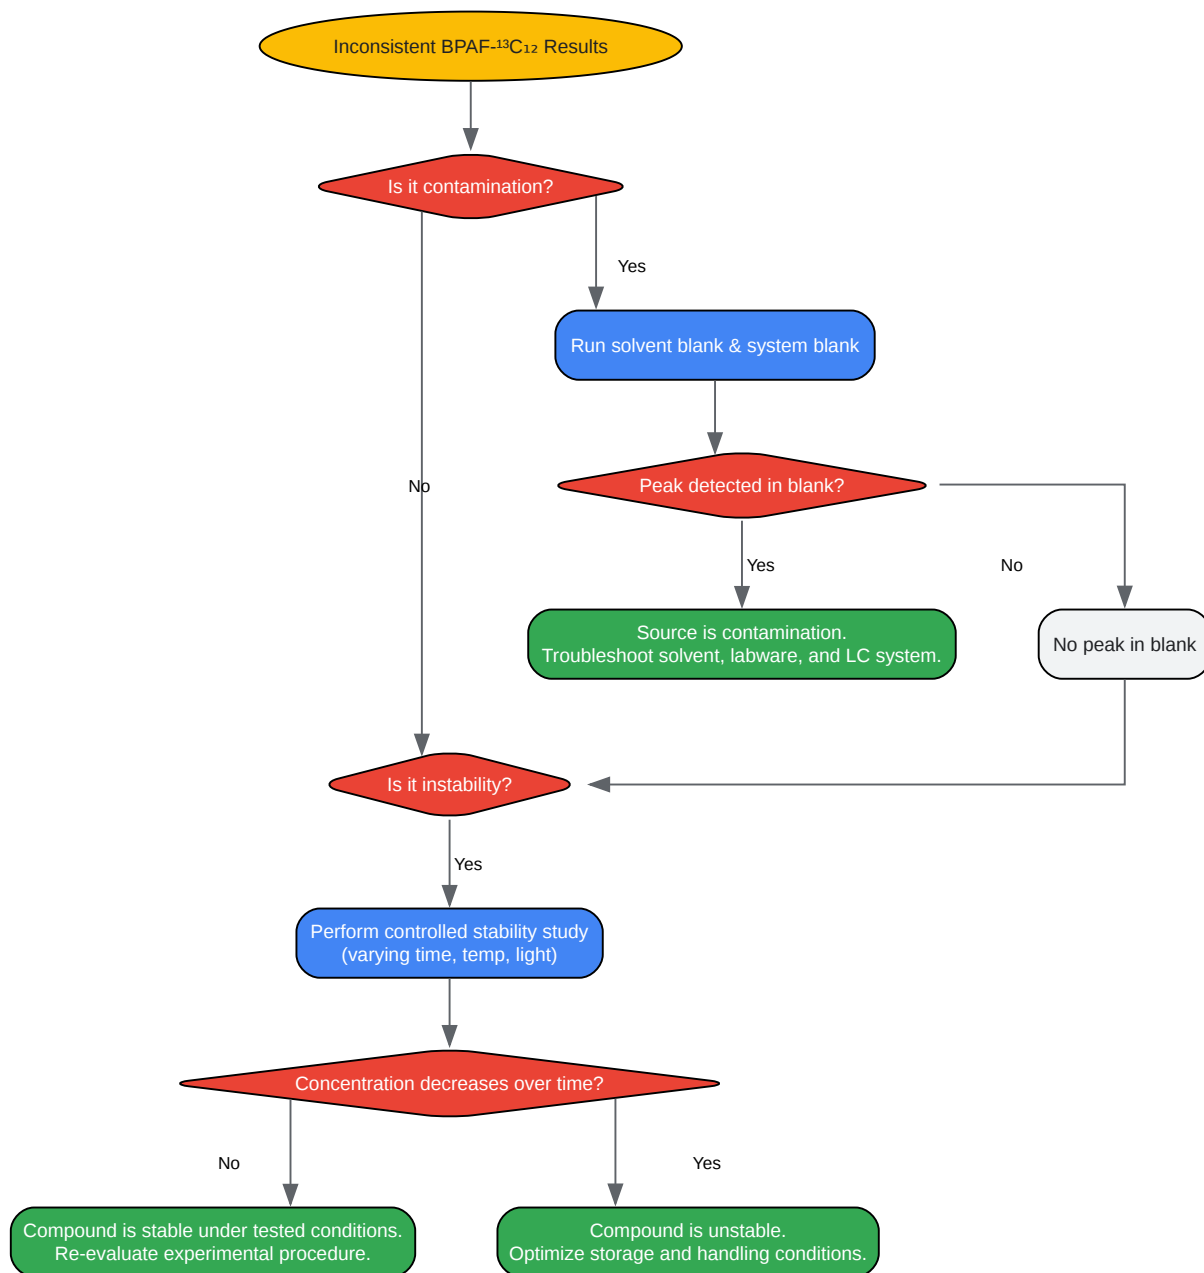 Inconsistent BPAF-¹³C₁₂ Results
Is it contamination?
Yes
Run solvent blank & system blank
No
Peak detected in blank?
Yes
No
Source is contamination.
Troubleshoot solvent, labware, and LC system.
No peak in blank
Is it instability?
Yes
Perform controlled stability study
(varying time, temp, light)
Concentration decreases over time?
No
Yes
Compound is stable under tested conditions.
Re-evaluate experimental procedure.
Compound is unstable.
Optimize storage and handling conditions.